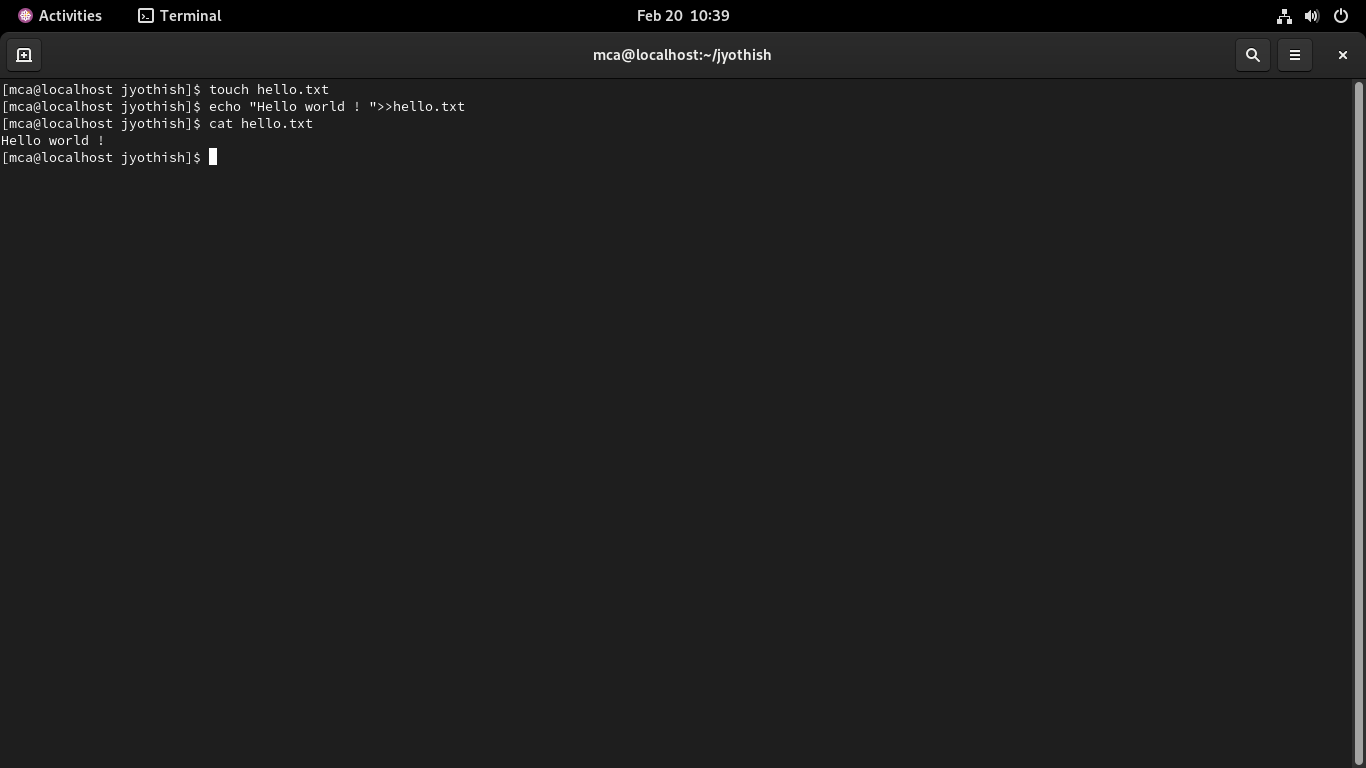 Activities Terminal Feb 20 10:39
mca@localhost:~/jyothish
[mca@localhost jyothish]$ touch hello.txt
[mca@localhost jyothish]$ echo "Hello world ! ">>hello.txt
[mca@localhost jyothish]$ cat hello.txt
Hello world !
[mca@localhost jyothish]$